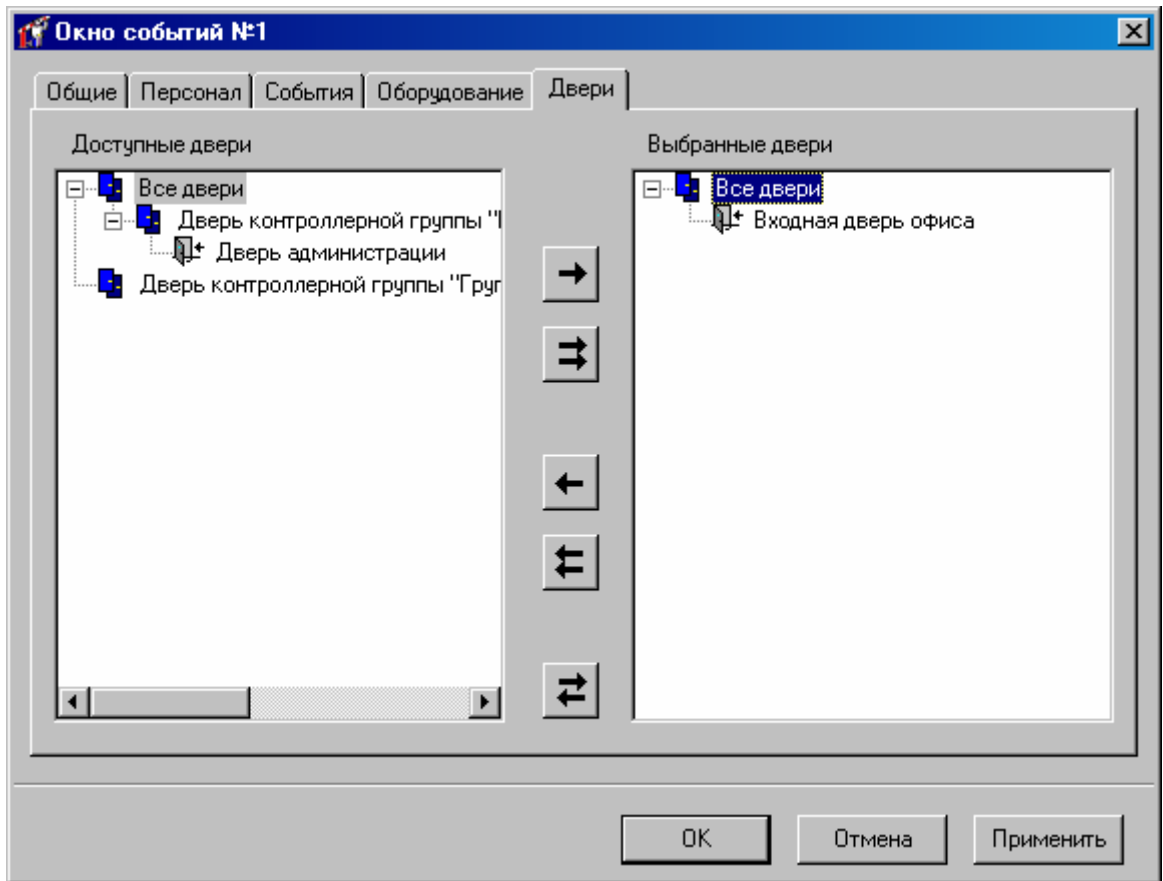 Окно событий №1
Общие Персонал События Оборудование Двери
Доступные двери
Все двери
Дверь контроллерной группы "
Дверь администрации
Дверь контроллерной группы "Груп
Выбранные двери
Все двери
Входная дверь офиса
OK Отмена Применить